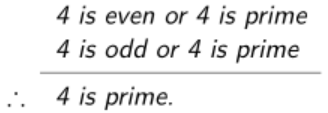 4 is even or 4 is prime
4 is odd or 4 is prime
∴ 4 is prime.